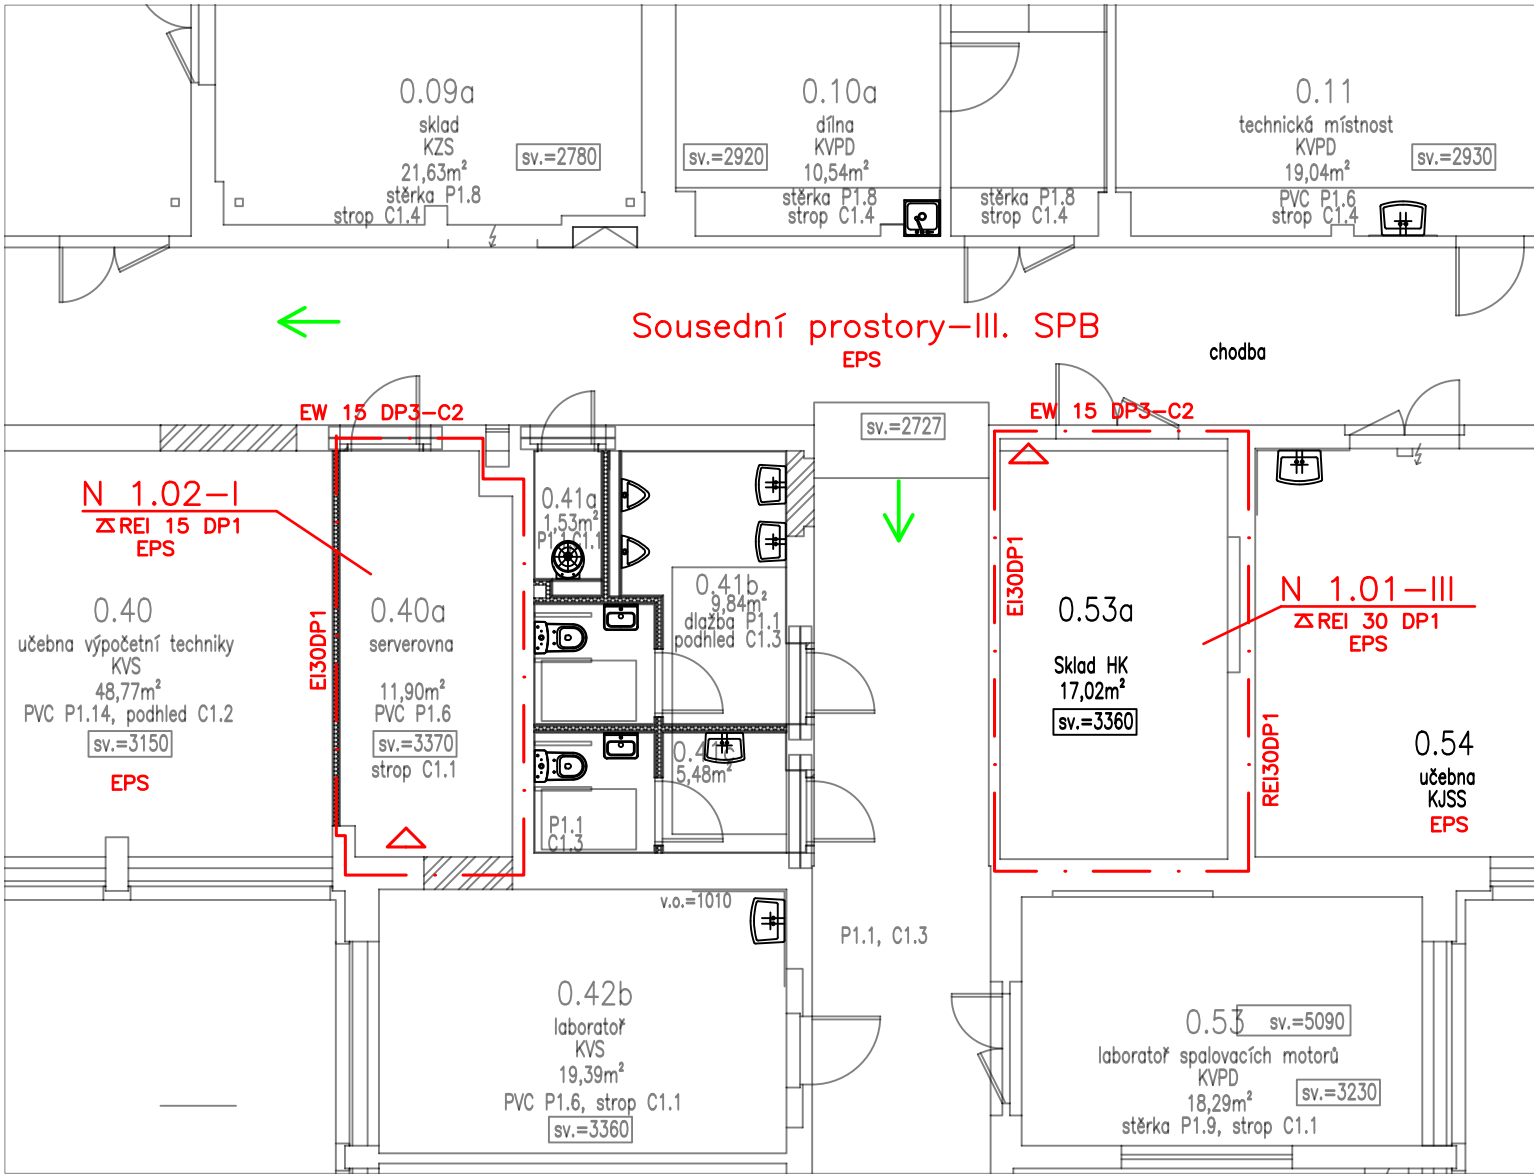 0.09a
sklad
KZS
21,63m²
stěrka P1.8
strop C1.4
sv.=2780
sv.=2920
0.10a
dílna
KVPD
10,54m²
stěrka P1.8
strop C1.4
stěrka P1.8
strop C1.4
0.11
technická místnost
KVPD
19,04m²
PVC P1.6
strop C1.4
sv.=2930
Sousední prostory-III. SPB
EPS
chodba
EW 15 DP3-C2
sv.=2727
EW 15 DP3-C2
N 1.02-I
REI 15 DP1
EPS
0.40
učebna výpočetní techniky
KVS
48,77m²
PVC P1.14, podhled C1.2
sv.=3150
EPS
EI30DP1
0.40a
serverovna
11,90m²
PVC P1.6
sv.=3370
strop C1.1
0.41a
1,53m²
P1.1 C1.1
0.41b
9,84m²
dlažba P1.1
podhled C1.3
5,48m²
P1.1
C1.3
EI30DP1
0.53a
Sklad HK
17,02m²
sv.=3360
N 1.01-III
REI 30 DP1
EPS
REI30DP1
0.54
učebna
KJSS
EPS
v.o.=1010
P1.1, C1.3
0.42b
laboratoř
KVS
19,39m²
PVC P1.6, strop C1.1
sv.=3360
0.53
sv.=5090
laboratoř spalovacích motorů
KVPD
18,29m²
sv.=3230
stěrka P1.9, strop C1.1